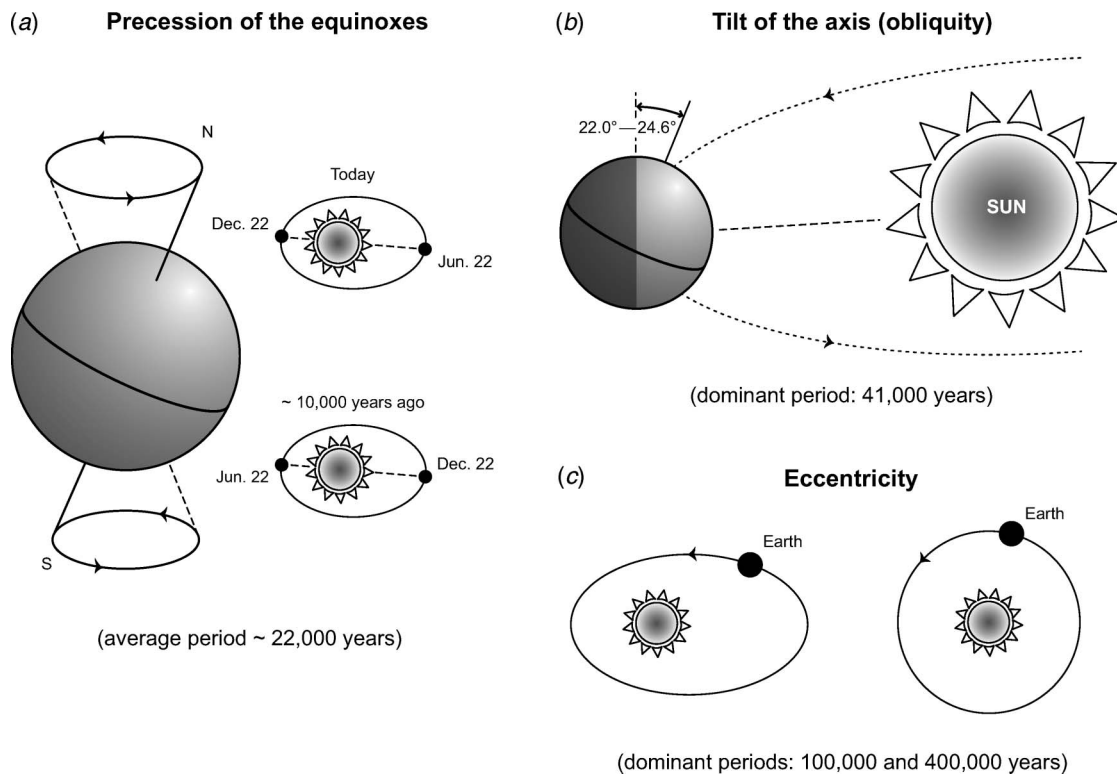 (a) Precession of the equinoxes
N
Today
Dec. 22
Jun. 22
~ 10,000 years ago
Jun. 22
Dec. 22
S
(average period ~ 22,000 years)
(b) Tilt of the axis (obliquity)
22.0°—24.6°
SUN
(dominant period: 41,000 years)
(c) Eccentricity
Earth
Earth
(dominant periods: 100,000 and 400,000 years)